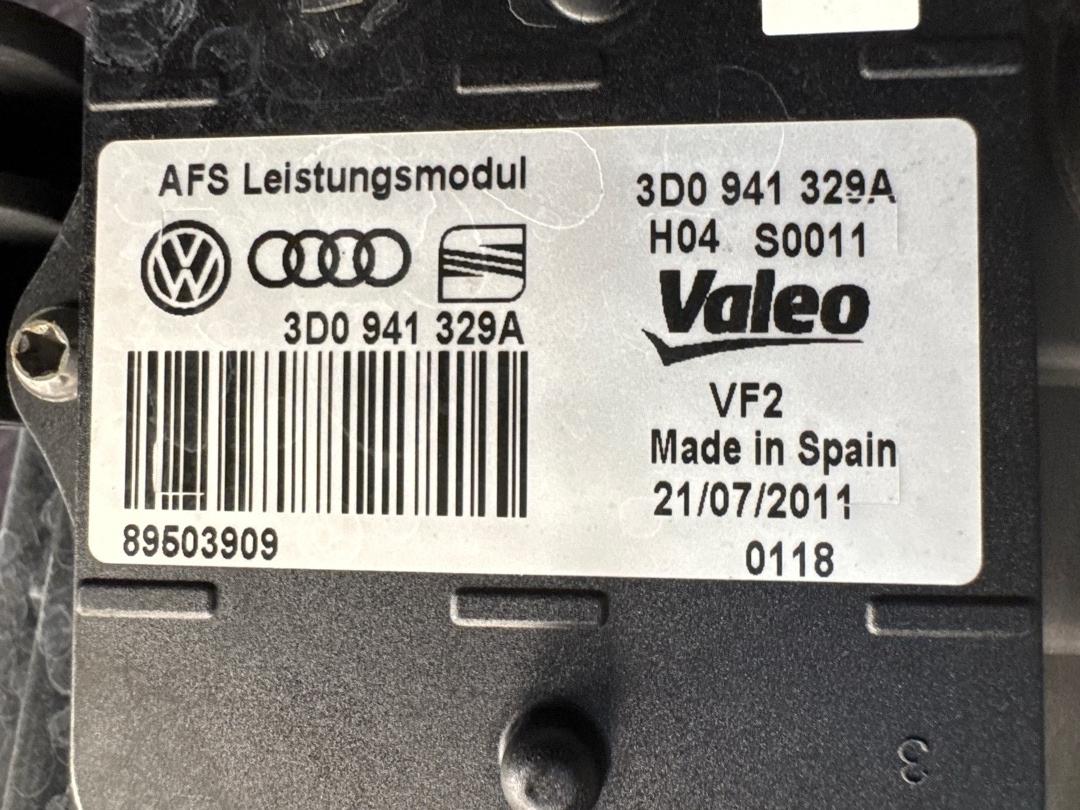 AFS Leistungsmodul
3D0 941 329A
89503909
3D0 941 329A
H04 S0011
Valeo
VF2
Made in Spain
21/07/2011
0118
3